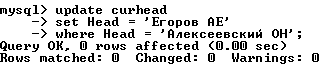 mysql> update curhead
-> set Head = 'Егоров АЕ'
-> where Head = 'Алексеевский ОН';
Query OK, 0 rows affected (0.00 sec)
Rows matched: 0  Changed: 0  Warnings: 0